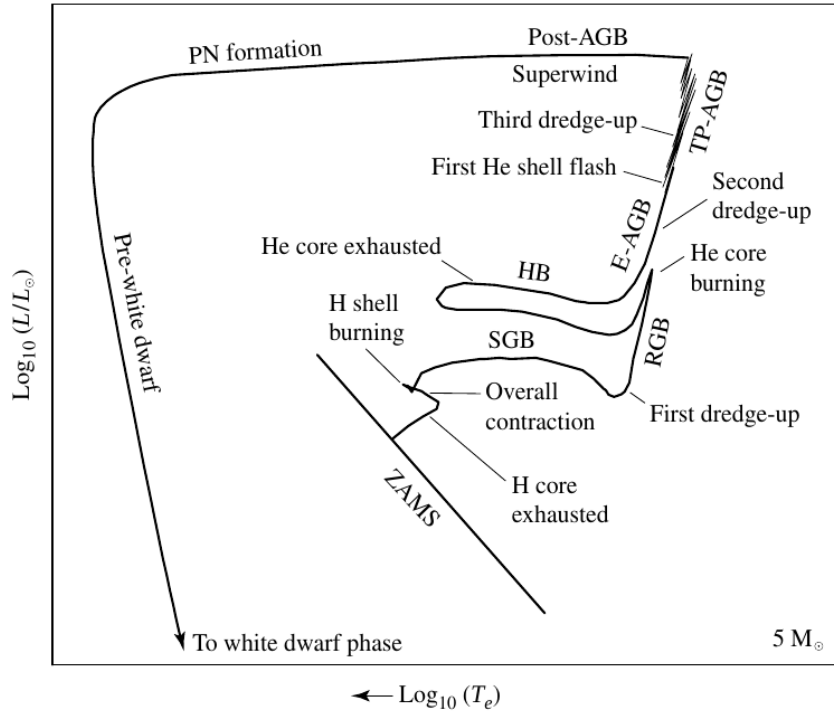 Post-AGB
PN formation
Superwind
TP-AGB
Third dredge-up
First He shell flash
Second
dredge-up
E-AGB
He core exhausted
HB
He core
burning
Pre-white dwarf
H shell
burning
SGB
RGB
Overall
contraction
First dredge-up
ZAMS
H core
exhausted
To white dwarf phase
5 M☉
Log₁₀ (L/L☉)
Log₁₀ (Tₑ)